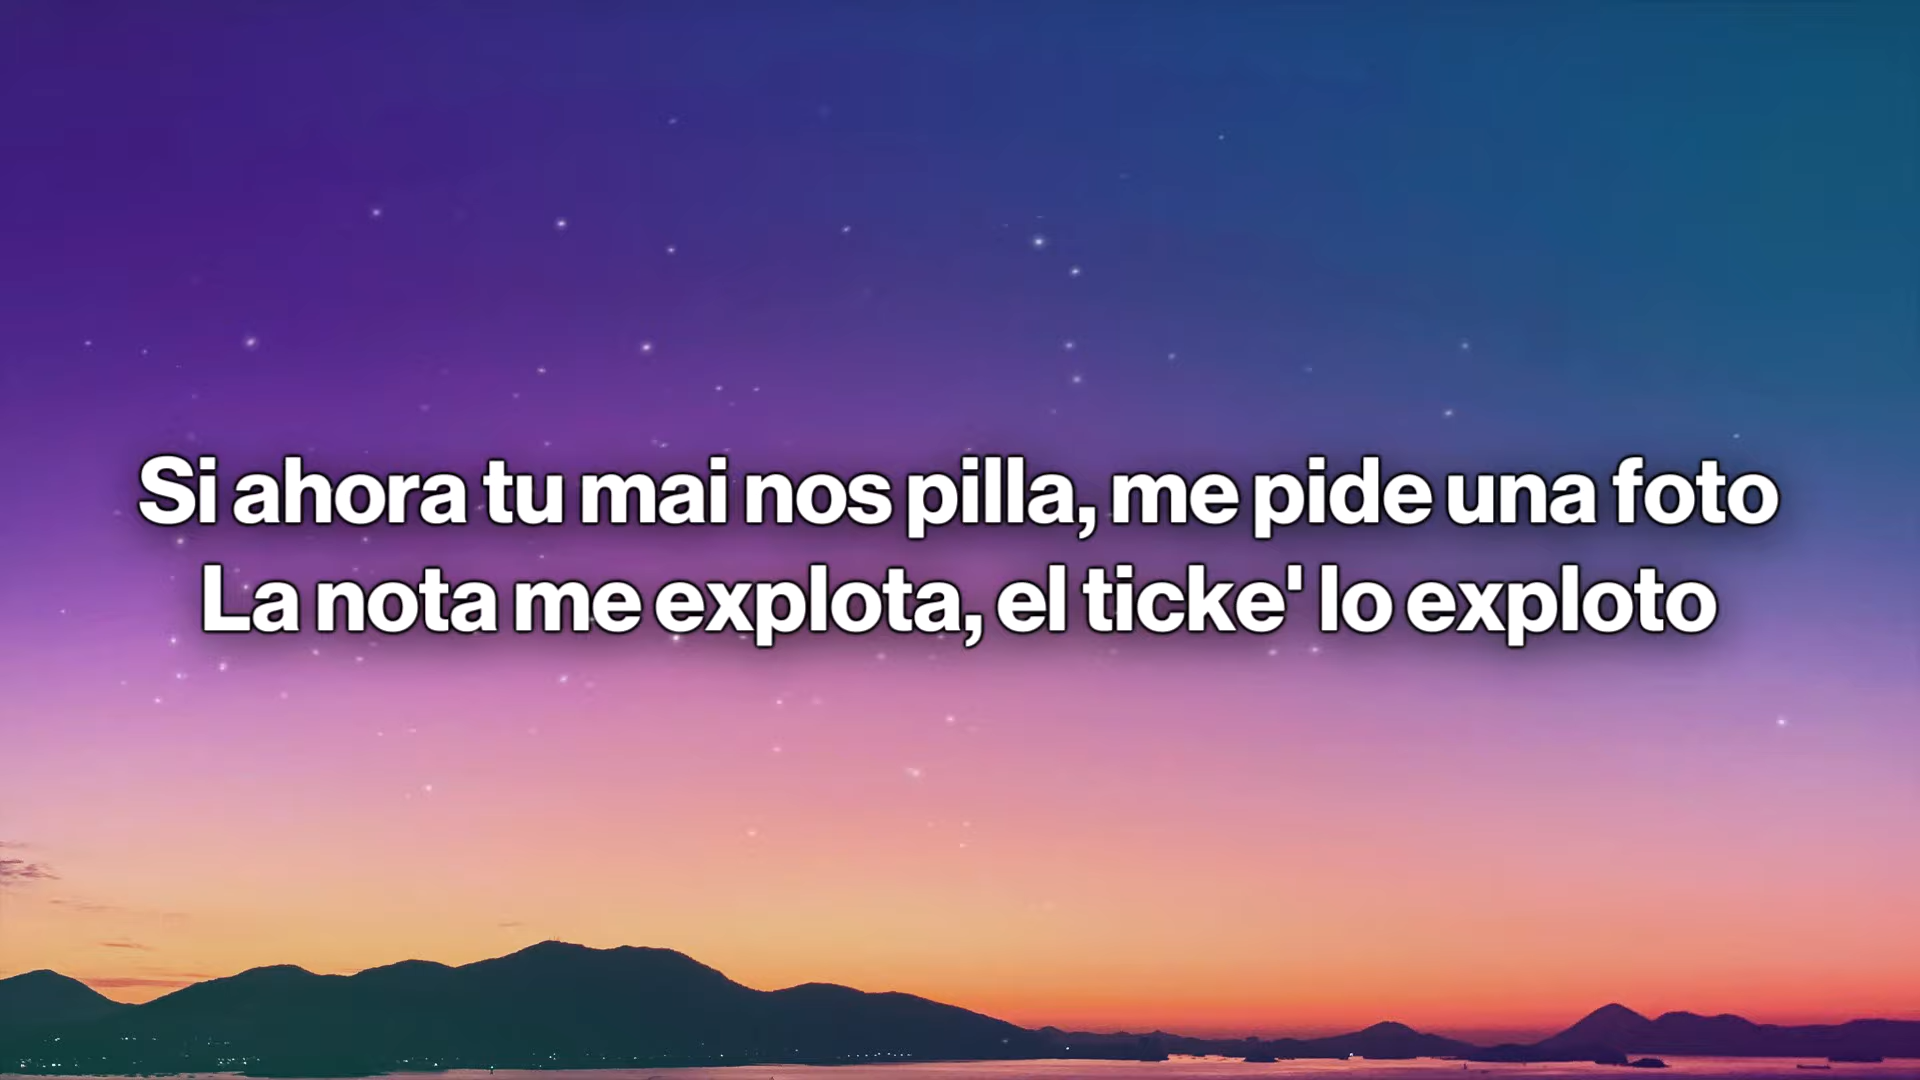 Si ahora tu mai nos pilla, me pide una foto
La nota me explota, el ticke' lo exploto